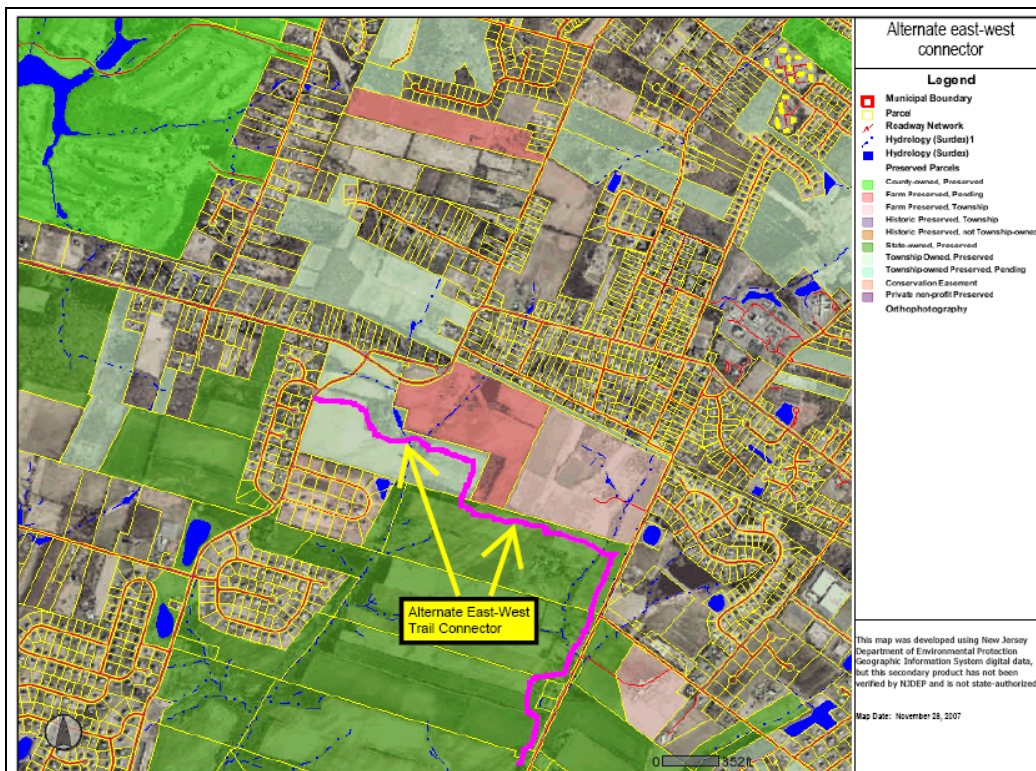 Alternate east-west
connector
Legend
Municipal Boundary
Parcel
Roadway Network
Hydrology (Surdex) 1
Hydrology (Surdex)
Preserved Parcels
County-owned, Preserved
Farm Preserved, Pending
Farm Preserved, Township
Historic Preserved, Township
Historic Preserved, not Township-owned
State-owned, Preserved
Township Owned, Preserved
Township-owned Preserved, Pending
Conservation Easement
Private non-profit Preserved
Orthophotography
Alternate East-West
Trail Connector
This map was developed using New Jersey
Department of Environmental Protection
Geographic Information System digital data,
but this secondary product has not been
verified by NJDEP and is not state-authorized
Map Date: November 28, 2007
0
352ft